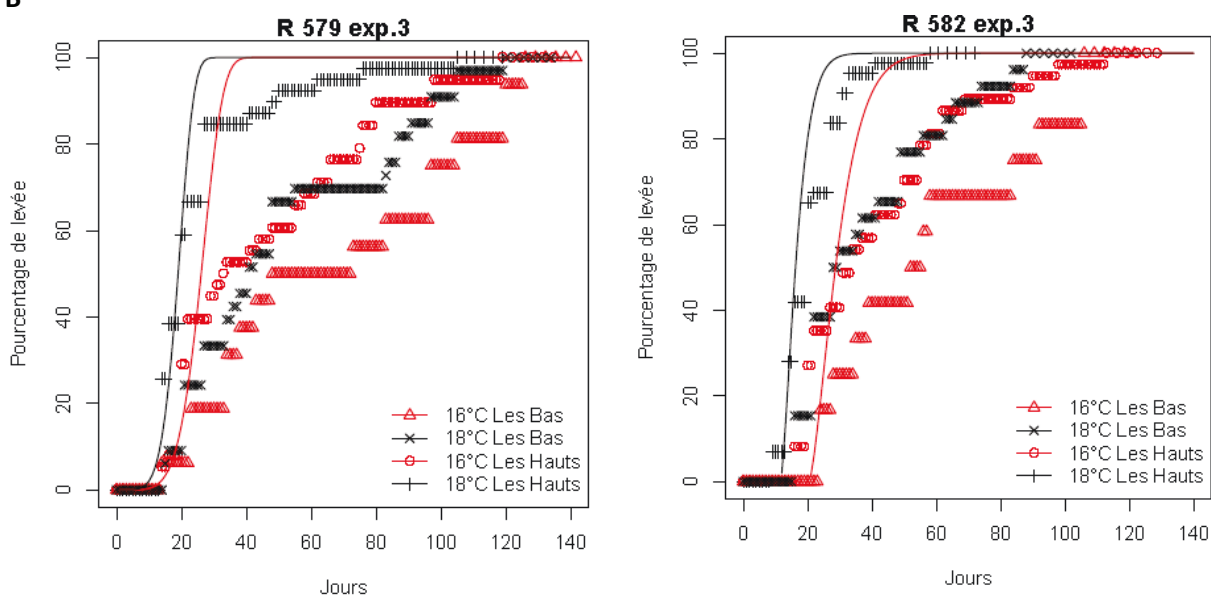 B
R 579 exp.3
Pourcentage de levée
0
20
40
60
80
100
16°C Les Bas
18°C Les Bas
16°C Les Hauts
18°C Les Hauts
0 20 40 60 80 100 120 140
Jours
R 582 exp.3
Pourcentage de levée
0
20
40
60
80
100
16°C Les Bas
18°C Les Bas
16°C Les Hauts
18°C Les Hauts
0 20 40 60 80 100 120 140
Jours